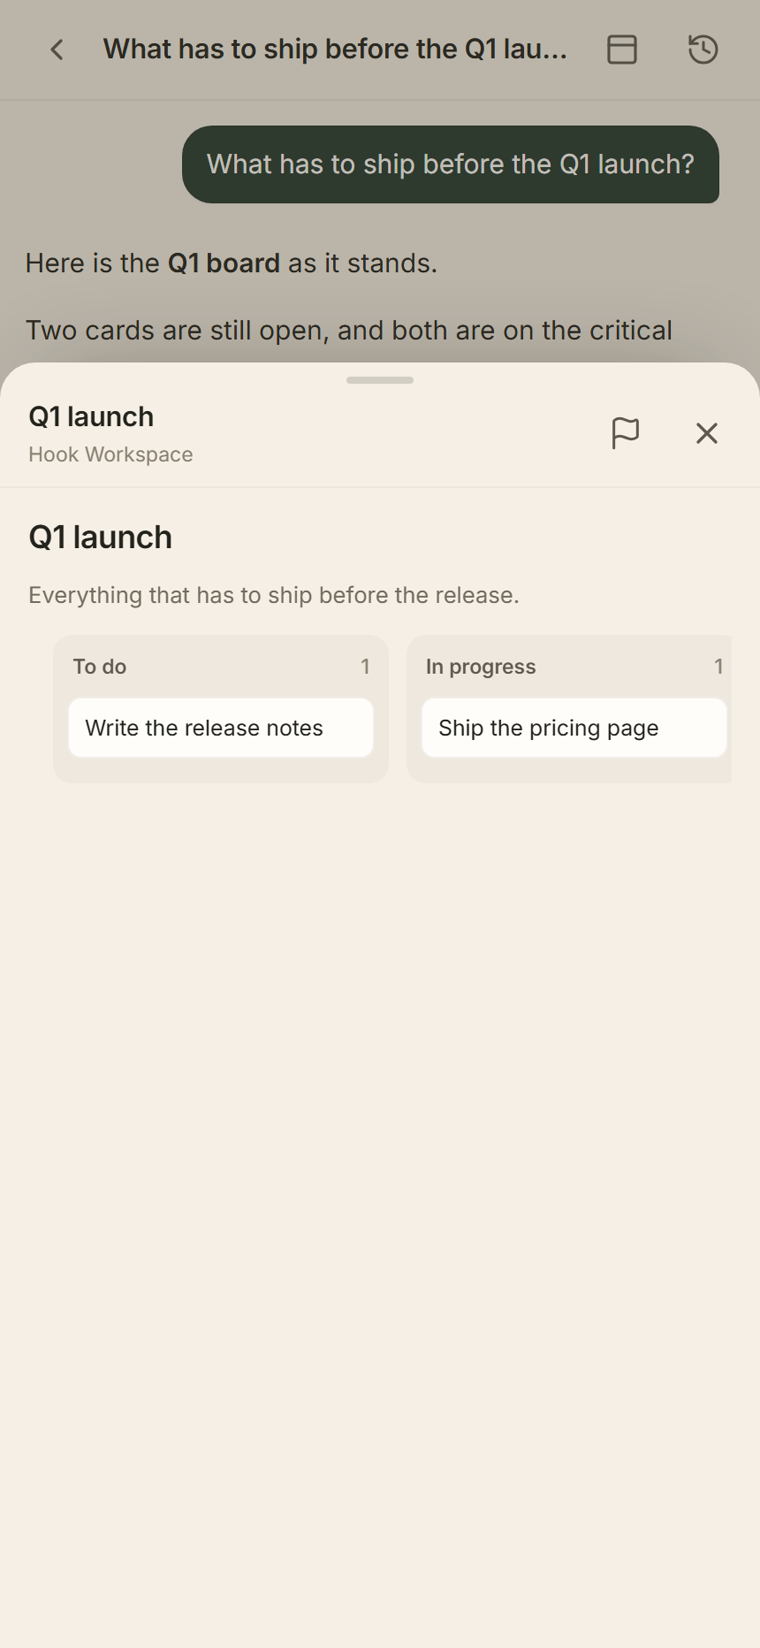 What has to ship before the Q1 lau...
What has to ship before the Q1 launch?
Here is the Q1 board as it stands.
Two cards are still open, and both are on the critical
Q1 launch
Hook Workspace
Q1 launch
Everything that has to ship before the release.
To do 1
In progress 1
Write the release notes
Ship the pricing page